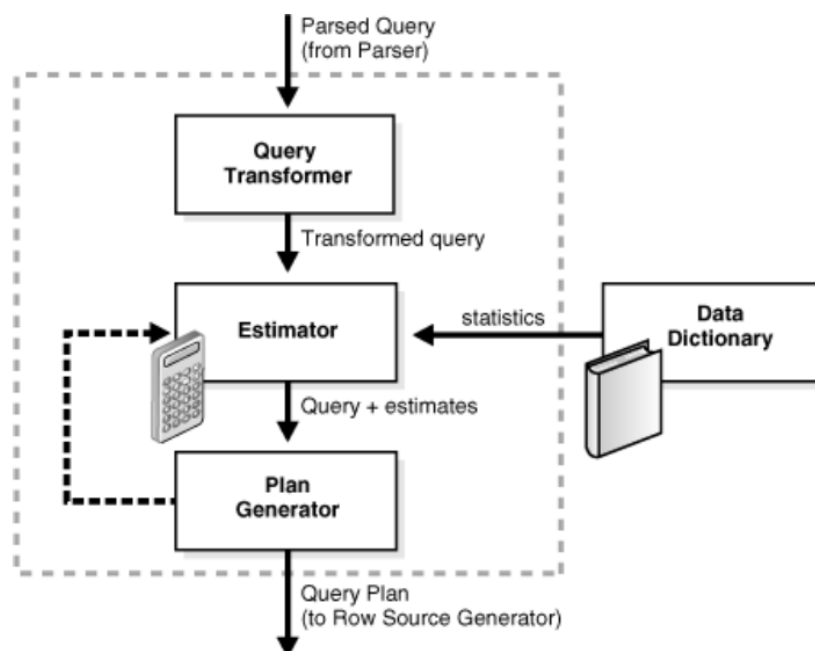 Parsed Query
(from Parser)
Query
Transformer
Transformed query
Estimator
statistics
Data
Dictionary
Query + estimates
Plan
Generator
Query Plan
(to Row Source Generator)